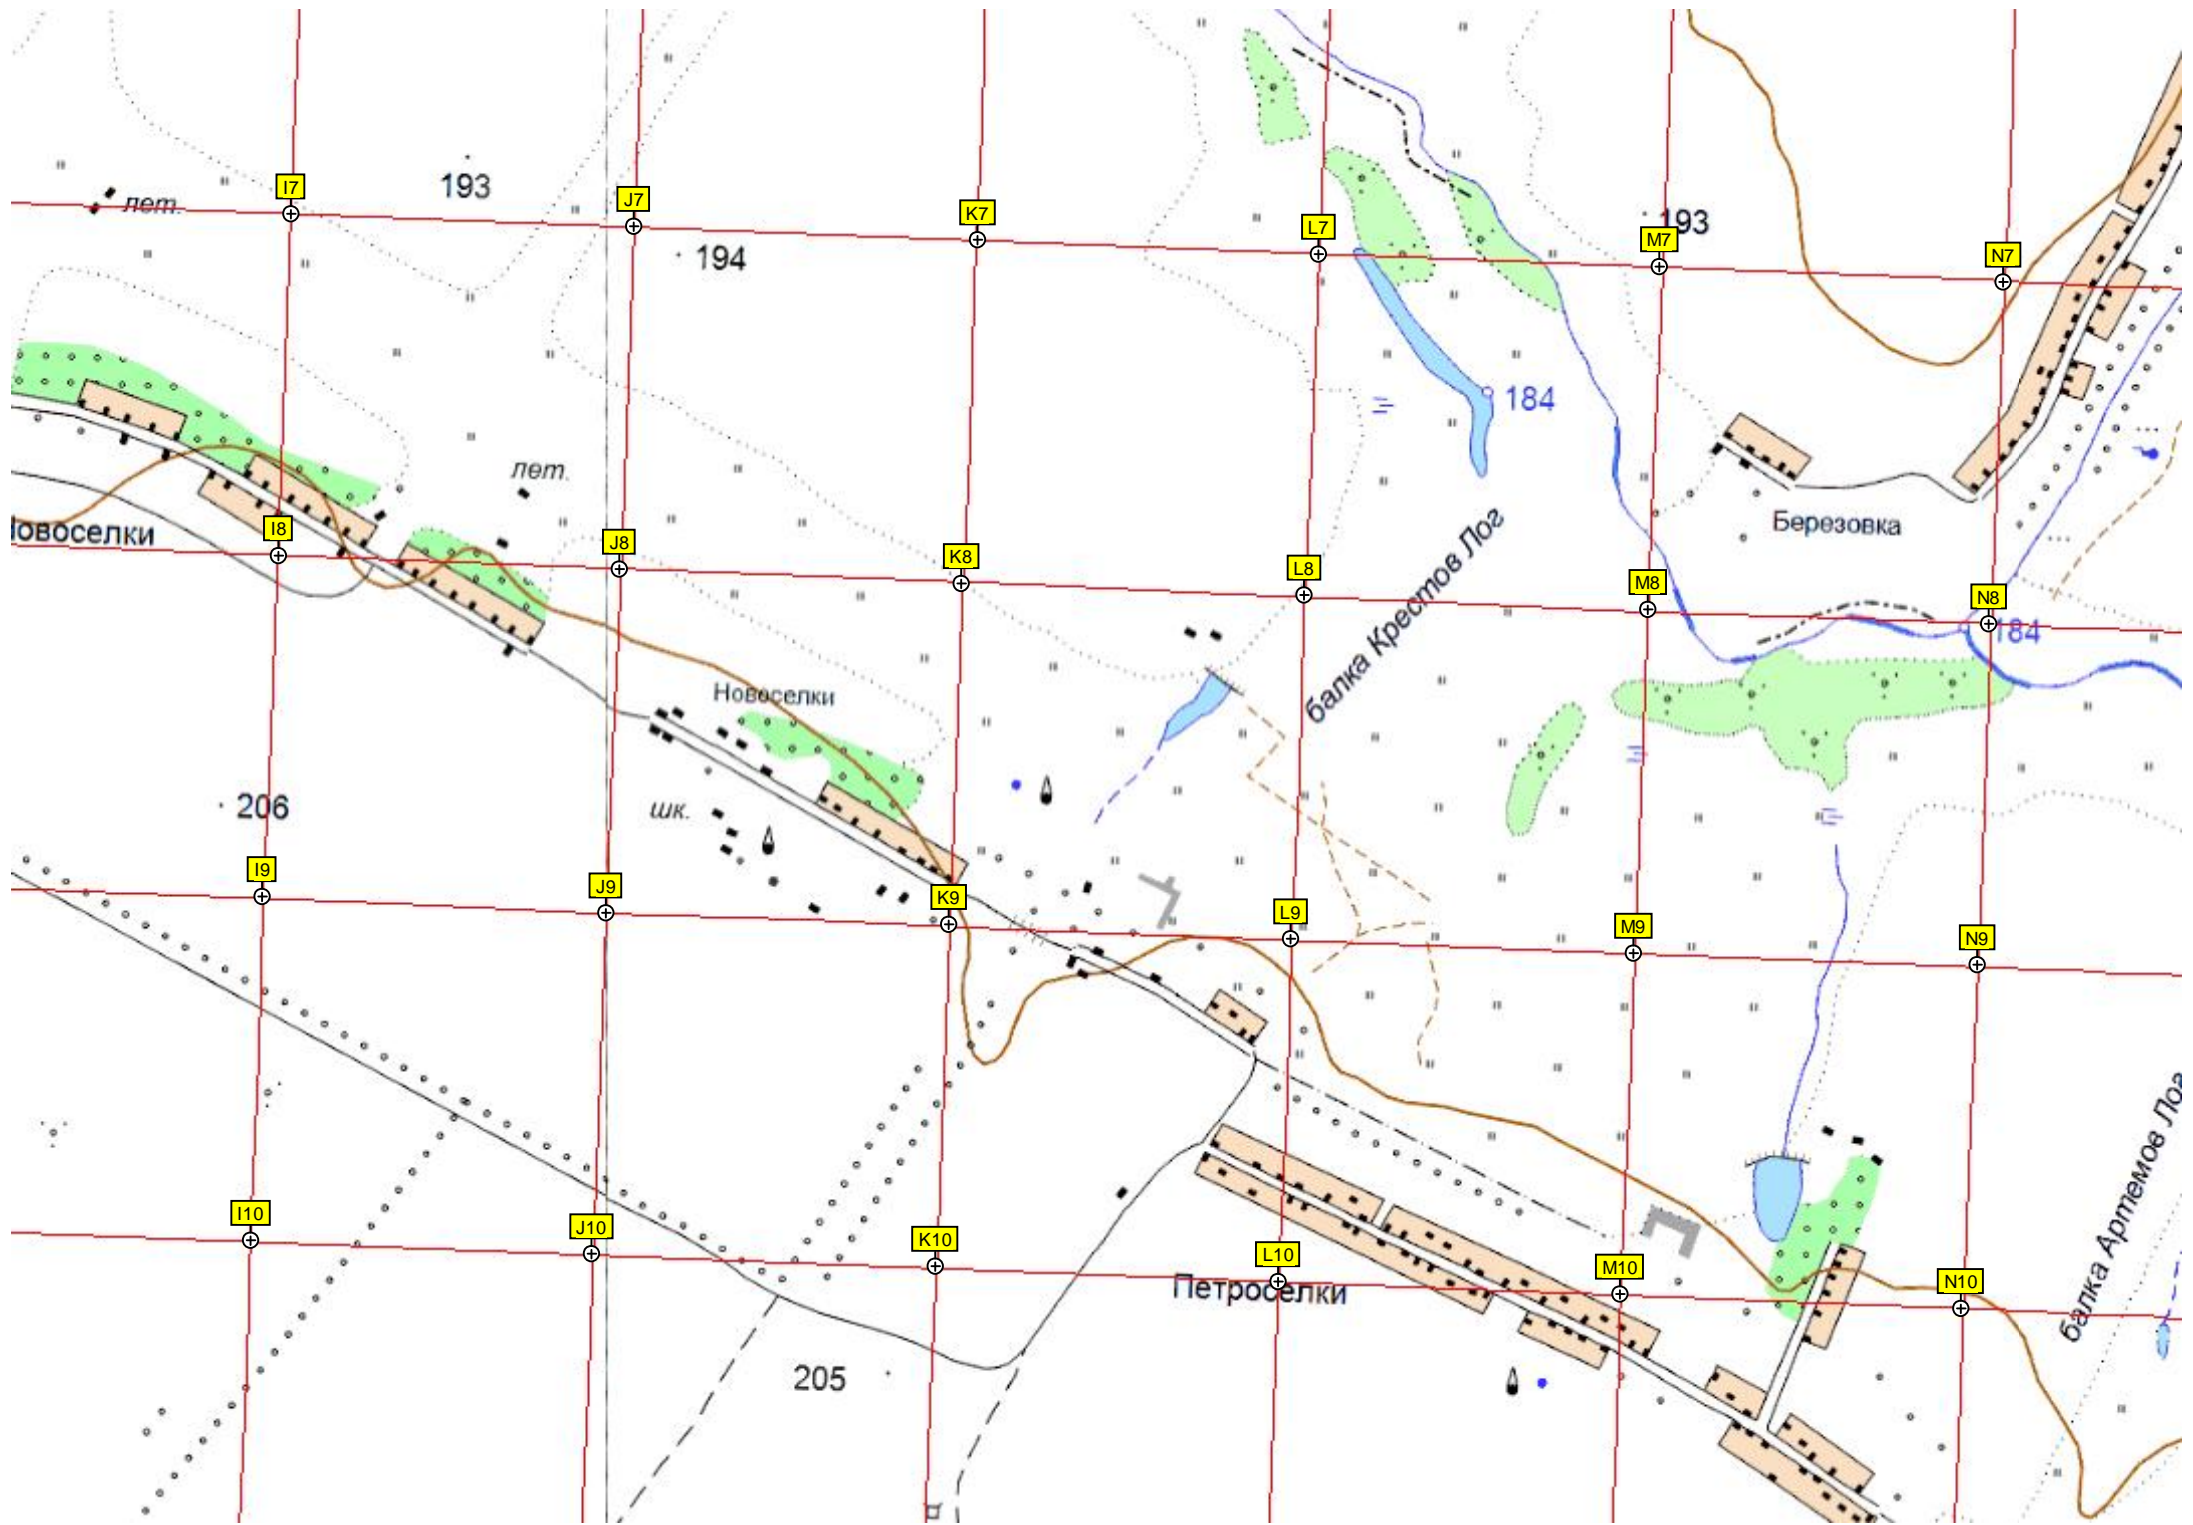 I7
193
лет.
J7
K7
L7
193
M7
N7
194
184
лет.
I8
овоселки
J8
K8
L8
M8
N8
Березовка
балка Крестов Лог
184
Новоселки
206
шк.
I9
J9
K9
L9
M9
N9
I10
J10
K10
L10
M10
N10
Петроселки
балка Артемов Лог
205